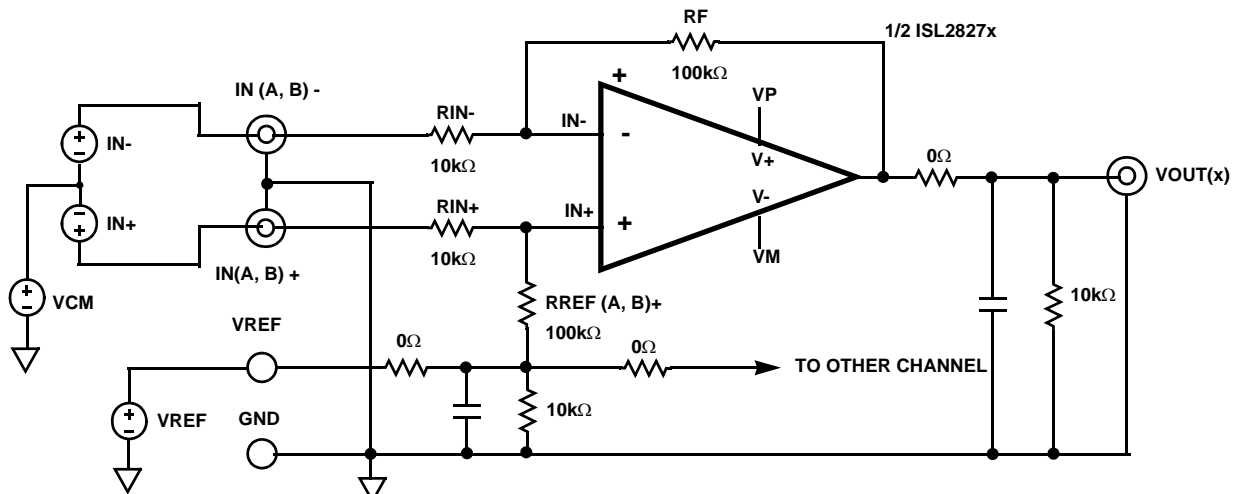 RF
1/2 ISL2827x
100kΩ
IN (A, B) -
+
VP
RIN-
IN-
-
+
-
IN-
10kΩ
V+
0Ω
VOUT(x)
-
+
IN+
RIN+
IN+
+
V-
10kΩ
VM
IN(A, B) +
+
-
VCM
RREF (A, B)+
100kΩ
10kΩ
VREF
0Ω
0Ω
TO OTHER CHANNEL
+
-
VREF
GND
10kΩ